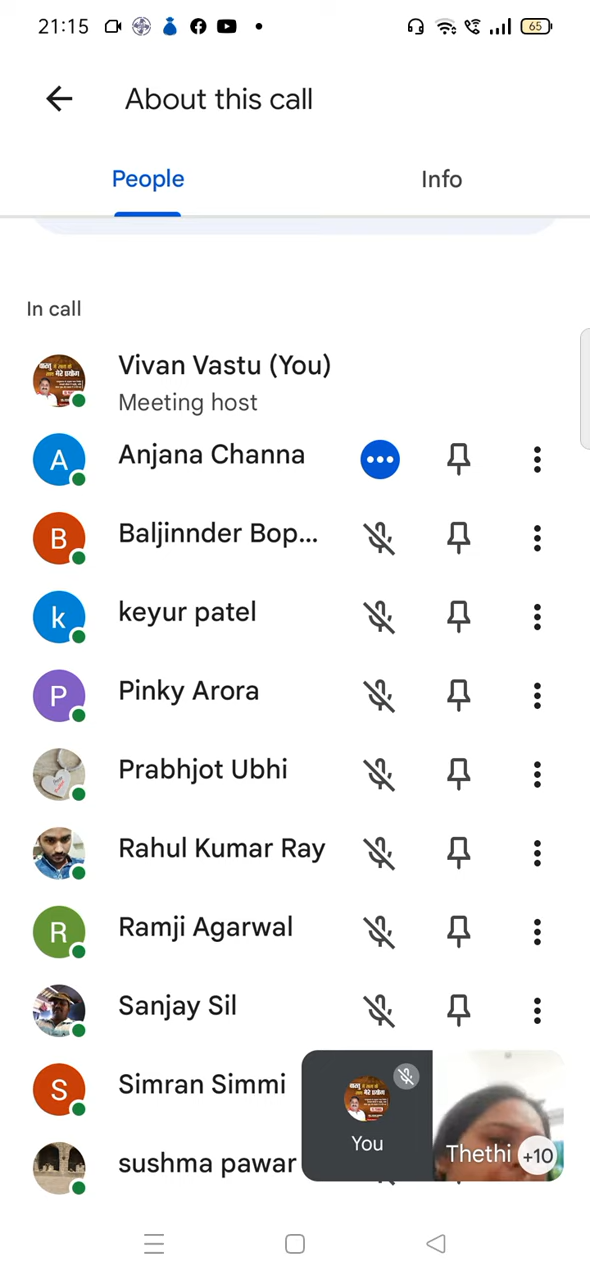 21:15
65
About this call
People
Info
In call
Vivan Vastu (You)
Meeting host
A
Anjana Channa
B
Baljinnder Bop...
k
keyur patel
P
Pinky Arora
Prabhjot Ubhi
Rahul Kumar Ray
R
Ramji Agarwal
Sanjay Sil
S
Simran Simmi
sushma pawar
You
Thethi
+10